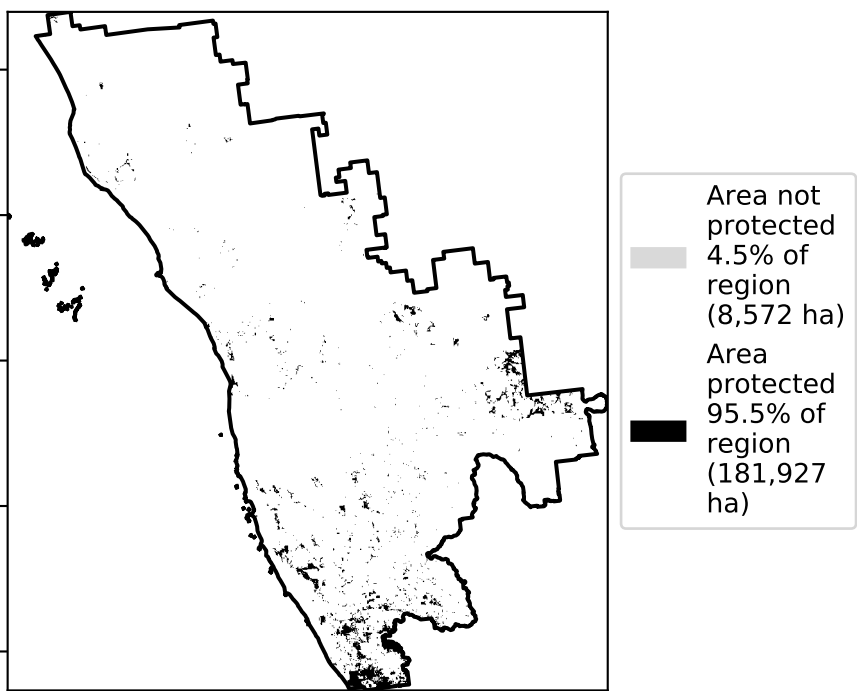 Area not
protected
4.5% of
region
(8,572 ha)
Area
protected
95.5% of
region
(181,927
ha)